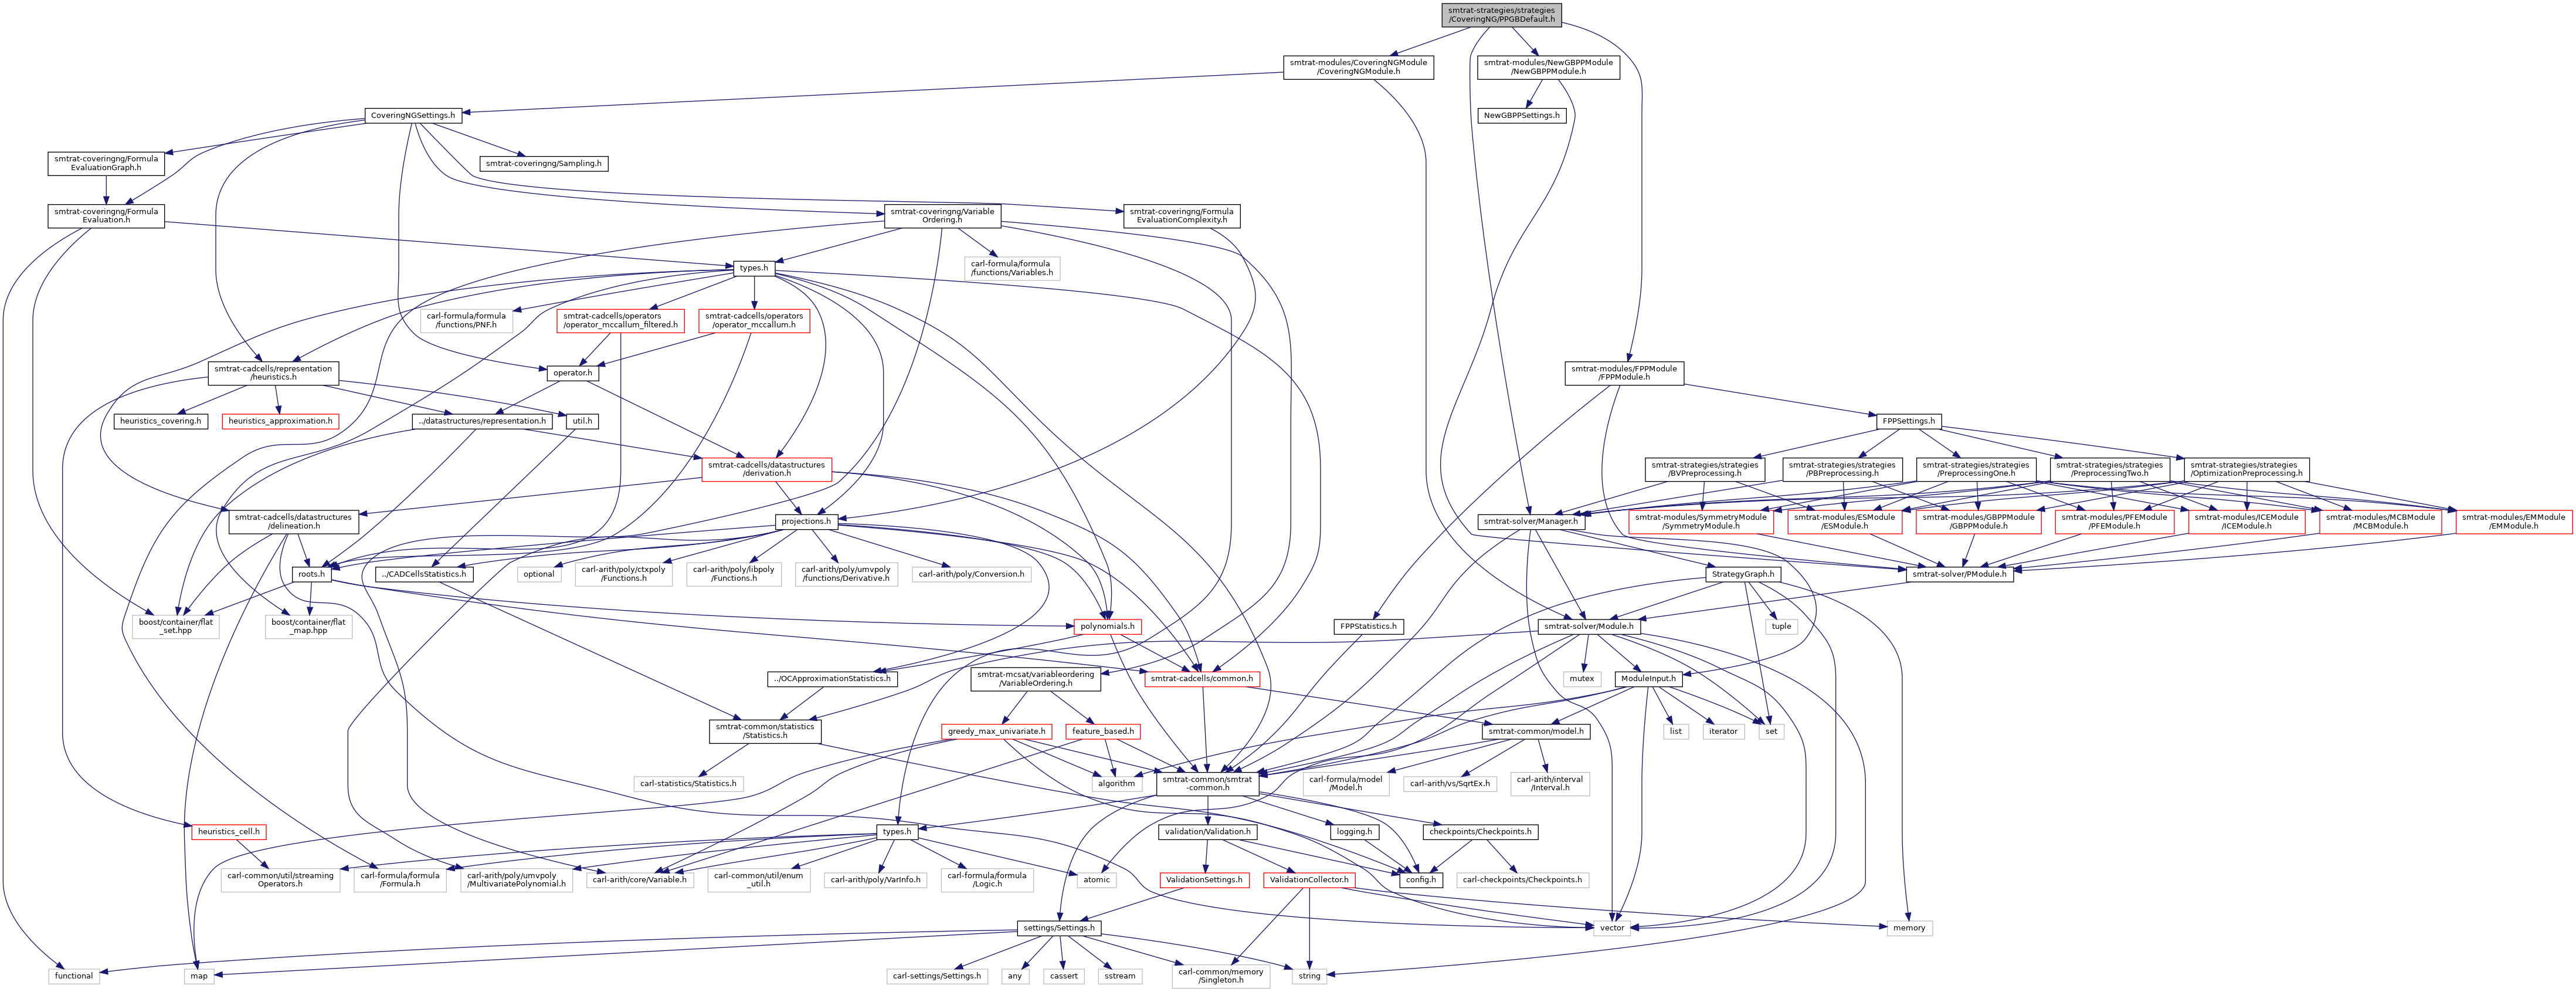 smtrat-strategies/strategies
/CoveringNG/PPGBDefault.h
smtrat-modules/CoveringNGModule
/CoveringNGModule.h
smtrat-modules/NewGBPPModule
/NewGBPPModule.h
CoveringNGSettings.h
NewGBPPSettings.h
smtrat-coveringng/Formula
EvaluationGraph.h
smtrat-coveringng/Sampling.h
smtrat-coveringng/Formula
Evaluation.h
smtrat-coveringng/Variable
Ordering.h
smtrat-coveringng/Formula
EvaluationComplexity.h
types.h
carl-formula/formula
/functions/Variables.h
carl-formula/formula
/functions/PNF.h
smtrat-cadcells/operators
/operator_mccallum_filtered.h
smtrat-cadcells/operators
/operator_mccallum.h
smtrat-cadcells/representation
/heuristics.h
operator.h
smtrat-modules/FPPModule
/FPPModule.h
heuristics_covering.h
heuristics_approximation.h
../datastructures/representation.h
util.h
FPPSettings.h
smtrat-cadcells/datastructures
/derivation.h
smtrat-strategies/strategies
/BVPreprocessing.h
smtrat-strategies/strategies
/PBPreprocessing.h
smtrat-strategies/strategies
/PreprocessingOne.h
smtrat-strategies/strategies
/PreprocessingTwo.h
smtrat-strategies/strategies
/OptimizationPreprocessing.h
smtrat-cadcells/datastructures
/delineation.h
projections.h
smtrat-solver/Manager.h
smtrat-modules/SymmetryModule
/SymmetryModule.h
smtrat-modules/ESModule
/ESModule.h
smtrat-modules/GBPPModule
/GBPPModule.h
smtrat-modules/PFEModule
/PFEModule.h
smtrat-modules/ICEModule
/ICEModule.h
smtrat-modules/MCBModule
/MCBModule.h
smtrat-modules/EMModule
/EMModule.h
roots.h
../CADCellsStatistics.h
optional
carl-arith/poly/ctxpoly
/Functions.h
carl-arith/poly/libpoly
/Functions.h
carl-arith/poly/umvpoly
/functions/Derivative.h
carl-arith/poly/Conversion.h
StrategyGraph.h
smtrat-solver/PModule.h
boost/container/flat
_set.hpp
boost/container/flat
_map.hpp
polynomials.h
FPPStatistics.h
smtrat-solver/Module.h
tuple
../OCApproximationStatistics.h
smtrat-mcsat/variableordering
/VariableOrdering.h
smtrat-cadcells/common.h
mutex
ModuleInput.h
smtrat-common/statistics
/Statistics.h
greedy_max_univariate.h
feature_based.h
smtrat-common/model.h
list
iterator
set
carl-statistics/Statistics.h
algorithm
smtrat-common/smtrat
-common.h
carl-formula/model
/Model.h
carl-arith/vs/SqrtEx.h
carl-arith/interval
/Interval.h
heuristics_cell.h
types.h
validation/Validation.h
logging.h
checkpoints/Checkpoints.h
carl-common/util/streaming
Operators.h
carl-formula/formula
/Formula.h
carl-arith/poly/umvpoly
/MultivariatePolynomial.h
carl-arith/core/Variable.h
carl-common/util/enum
_util.h
carl-arith/poly/VarInfo.h
carl-formula/formula
/Logic.h
atomic
ValidationSettings.h
ValidationCollector.h
config.h
carl-checkpoints/Checkpoints.h
settings/Settings.h
vector
memory
functional
map
carl-settings/Settings.h
any
cassert
sstream
carl-common/memory
/Singleton.h
string